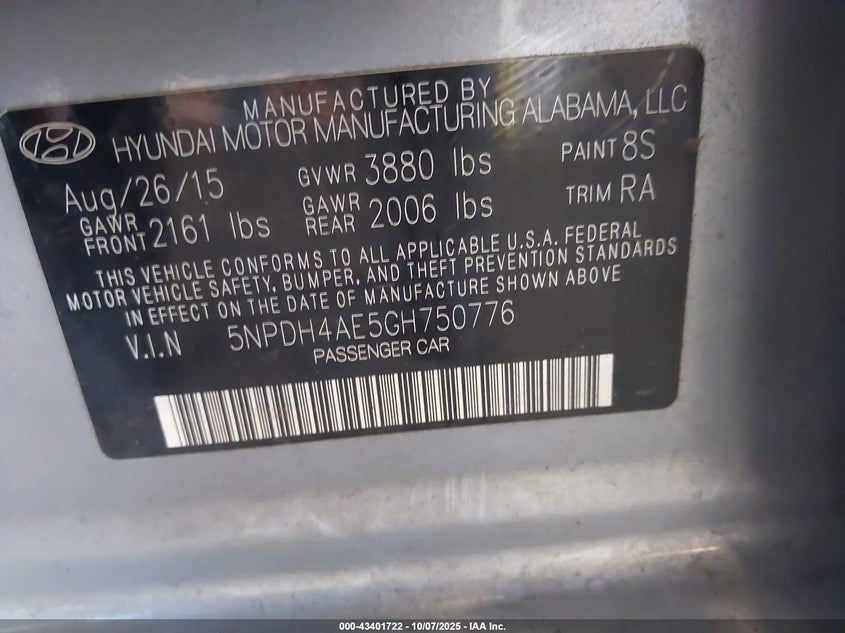 MANUFACTURED BY
HYUNDAI MOTOR MANUFACTURING ALABAMA, LLC
Aug/26/15 GVWR 3880 lbs PAINT 8S
GAWR FRONT 2161 lbs GAWR REAR 2006 lbs TRIM RA
THIS VEHICLE CONFORMS TO ALL APPLICABLE U.S.A. FEDERAL
MOTOR VEHICLE SAFETY, BUMPER, AND THEFT PREVENTION STANDARDS
IN EFFECT ON THE DATE OF MANUFACTURE SHOWN ABOVE
V.I.N 5NPDH4AE5GH750776
PASSENGER CAR
000-43401722 - 10/07/2025 - IAA Inc.